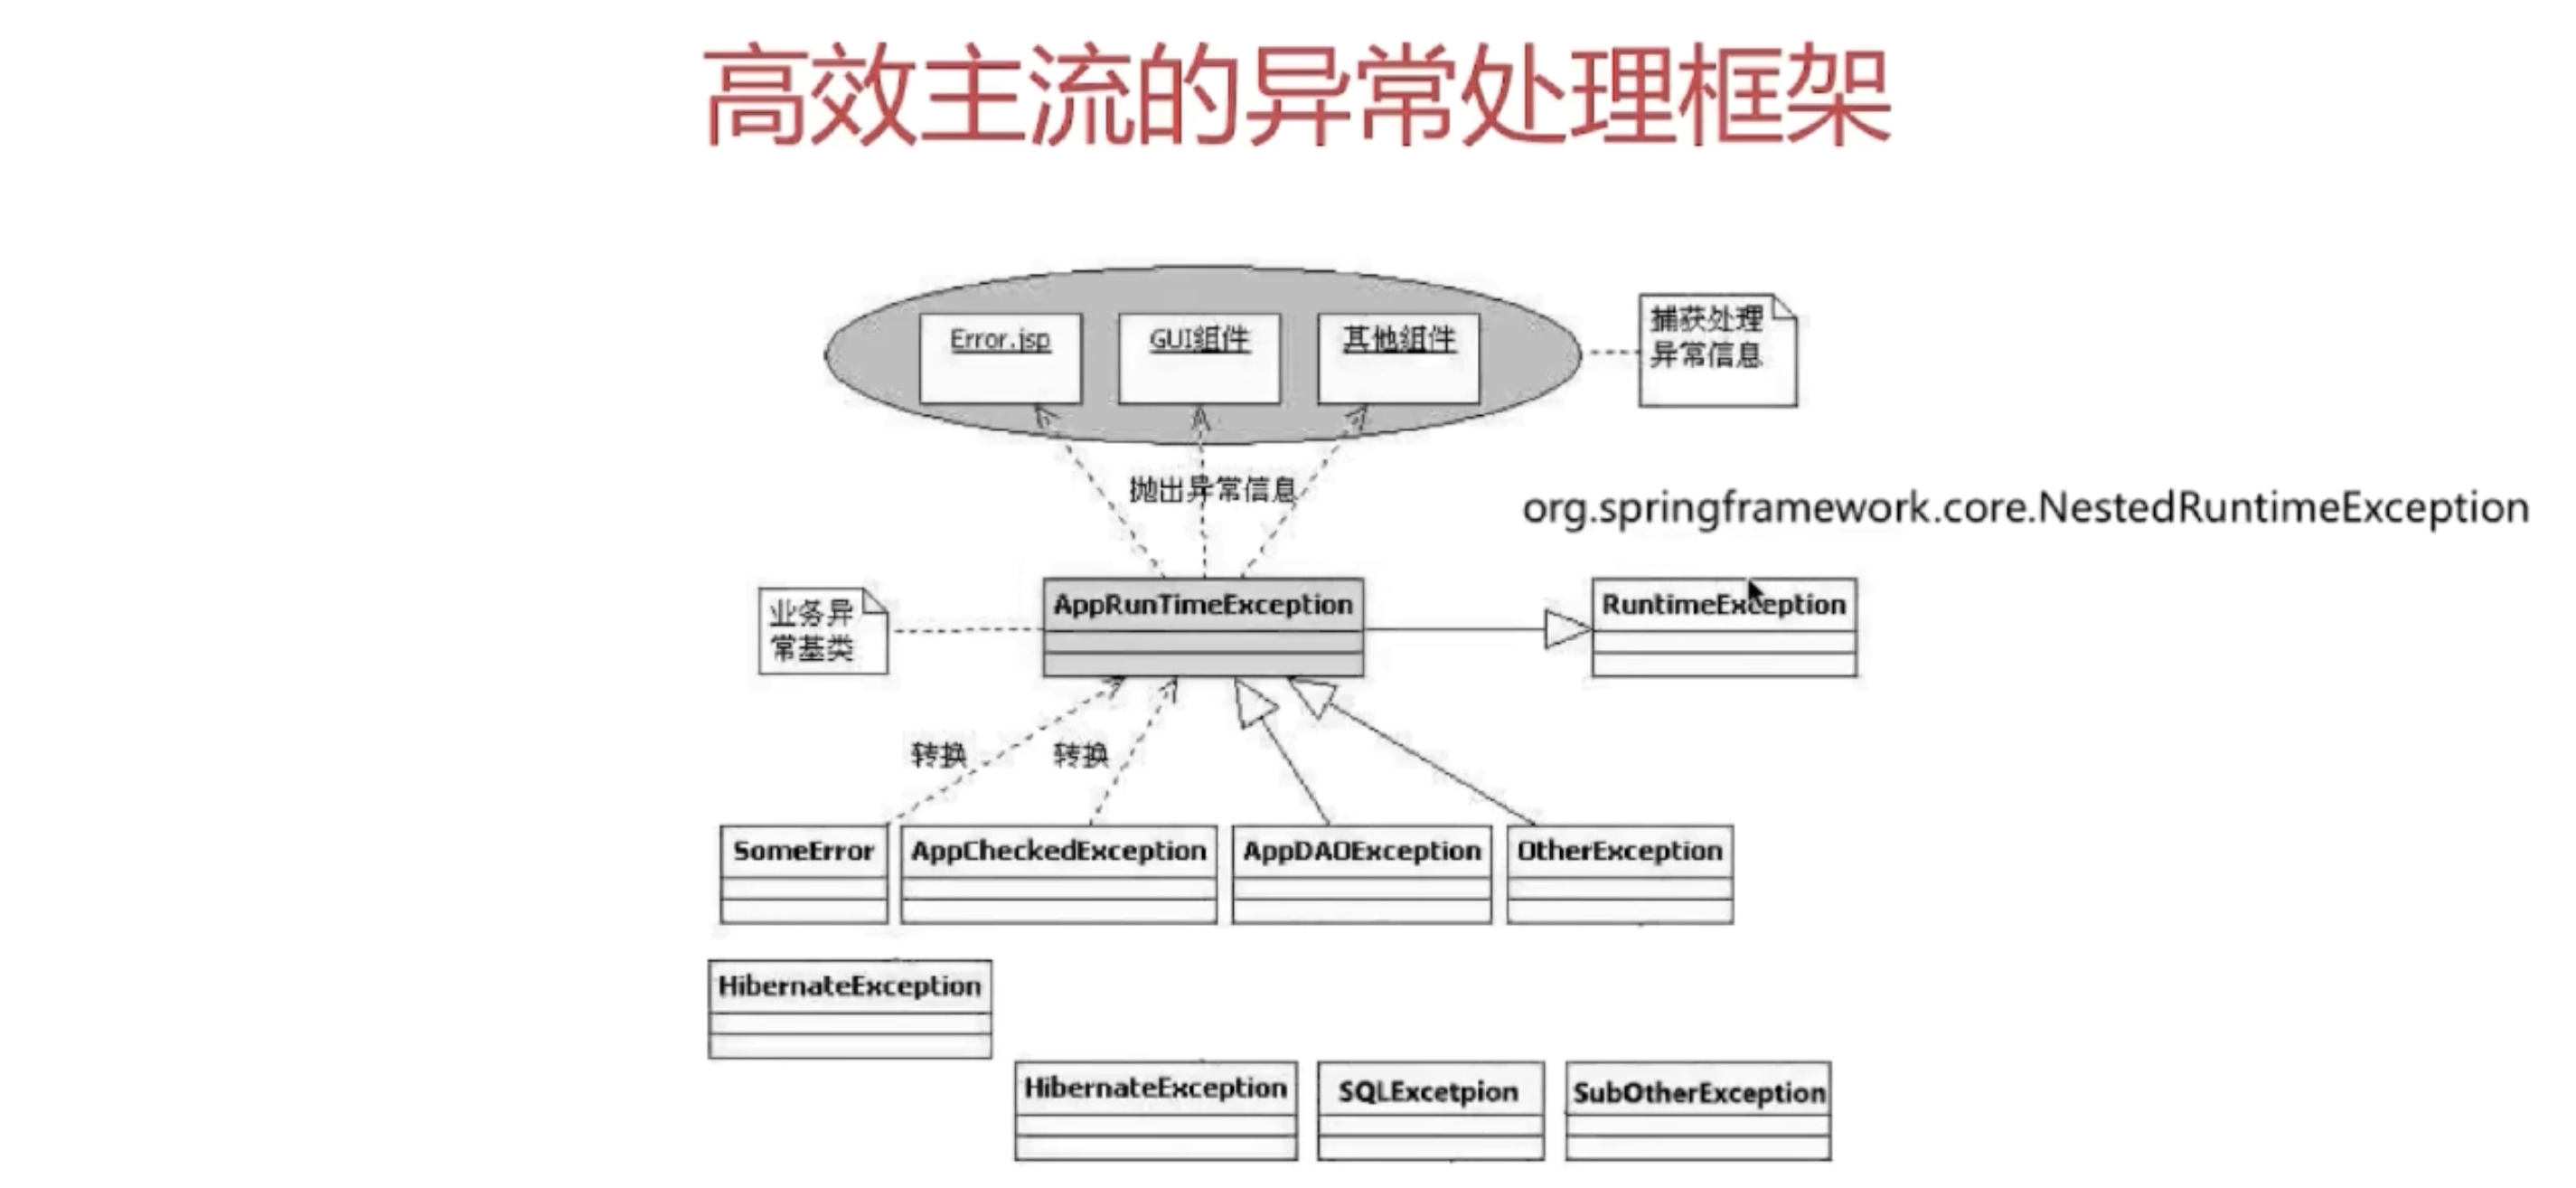 高效主流的异常处理框架
Error.jsp
GUI组件
其他组件
捕获处理
异常信息
抛出异常信息
org.springframework.core.NestedRuntimeException
业务异
常基类
AppRunTimeException
RuntimeException
转换
转换
SomeError
AppCheckedException
AppDAOException
OtherException
HibernateException
HibernateException
SQLExcetpion
SubOtherException